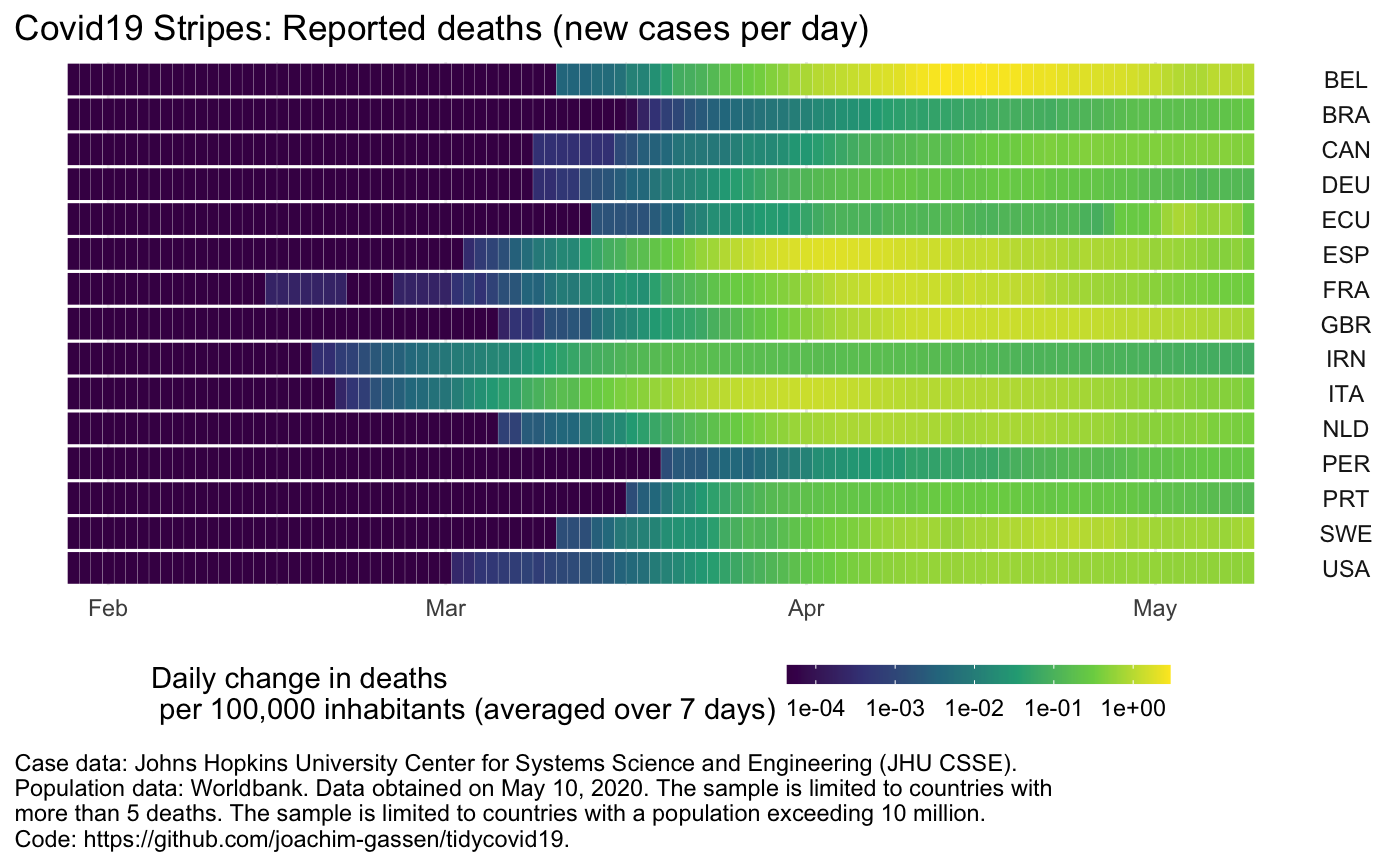 Covid19 Stripes: Reported deaths (new cases per day)
BEL
BRA
CAN
DEU
ECU
ESP
FRA
GBR
IRN
ITA
NLD
PER
PRT
SWE
USA
Feb Mar Apr May
Daily change in deaths
per 100,000 inhabitants (averaged over 7 days)
1e-04 1e-03 1e-02 1e-01 1e+00
Case data: Johns Hopkins University Center for Systems Science and Engineering (JHU CSSE).
Population data: Worldbank. Data obtained on May 10, 2020. The sample is limited to countries with
more than 5 deaths. The sample is limited to countries with a population exceeding 10 million.
Code: https://github.com/joachim-gassen/tidycovid19.